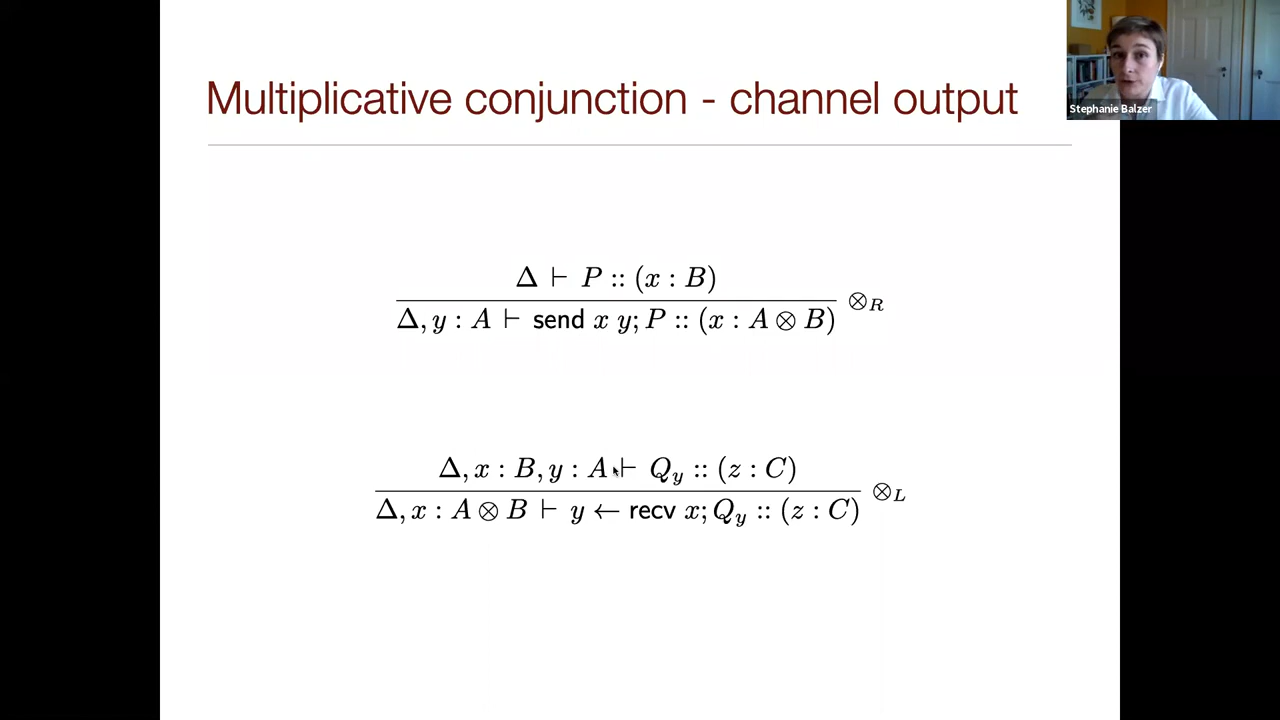 Multiplicative conjunction - channel output
Stephanie Balzer
Δ ⊢ P :: (x : B)
Δ, y : A ⊢ send x y; P :: (x : A ⊗ B)
⊗R
Δ, x : B, y : A ⊢ Q_y :: (z : C)
Δ, x : A ⊗ B ⊢ y ← recv x; Q_y :: (z : C)
⊗L